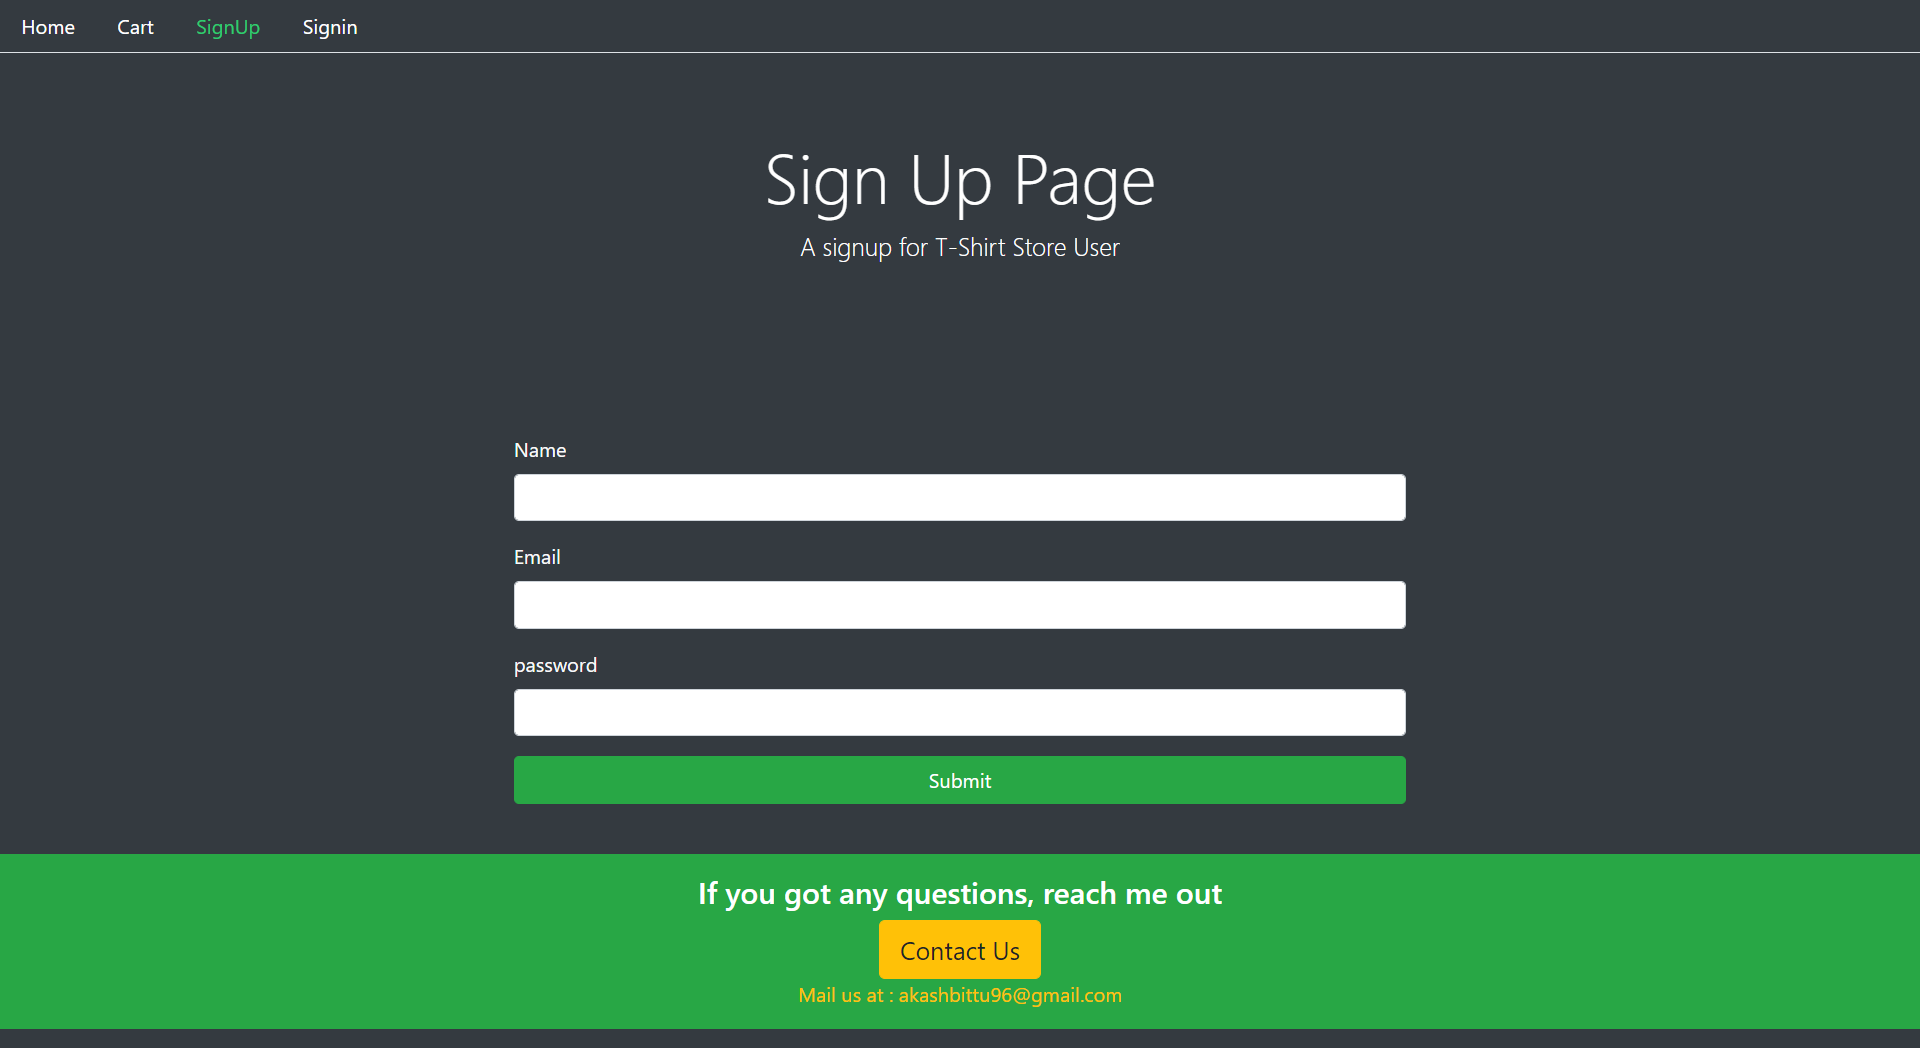 Home Cart SignUp Signin
Sign Up Page
A signup for T-Shirt Store User
Name
Email
password
Submit
If you got any questions, reach me out
Contact Us
Mail us at : akashbittu96@gmail.com